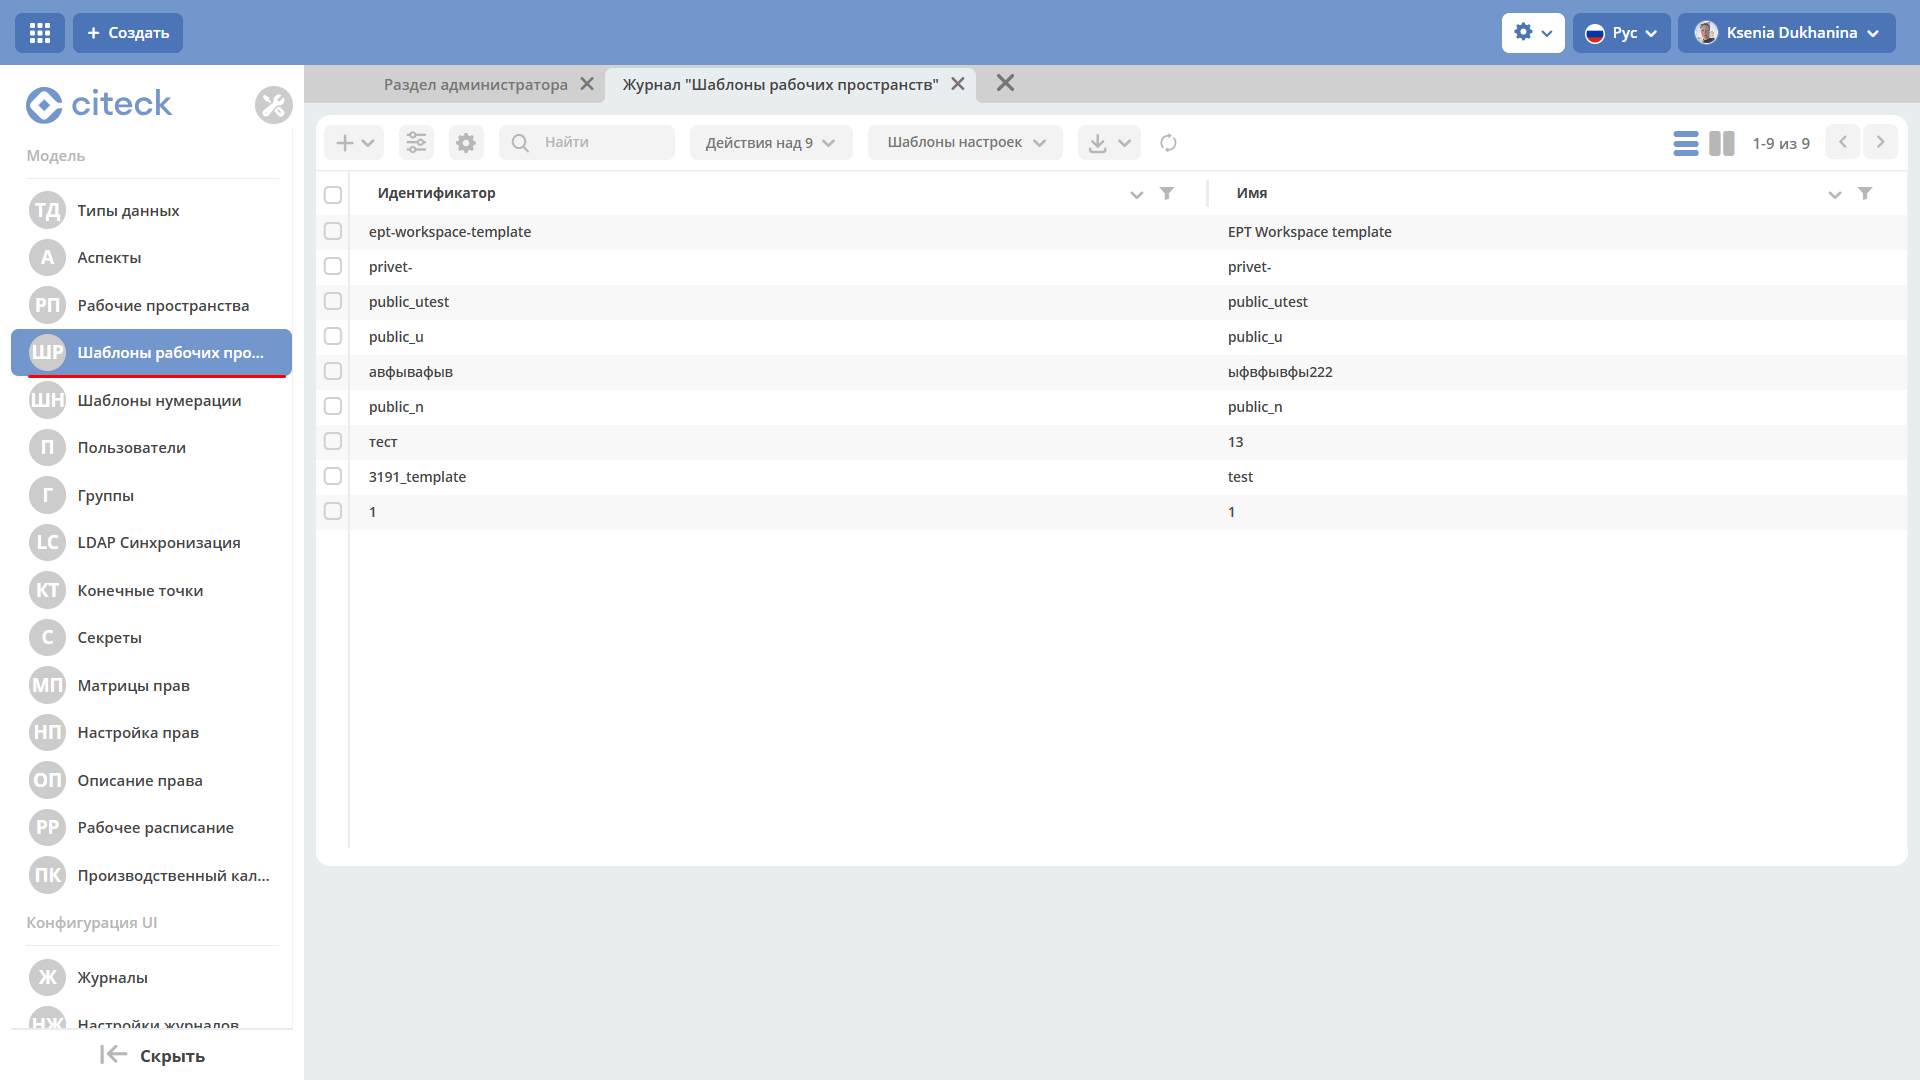 + Создать
Рус
Ksenia Dukhanina
citeck
Раздел администратора
Журнал "Шаблоны рабочих пространств"
Модель
ТД Типы данных
А Аспекты
РП Рабочие пространства
ШР Шаблоны рабочих про...
ШН Шаблоны нумерации
П Пользователи
Г Группы
LC LDAP Синхронизация
КТ Конечные точки
С Секреты
МП Матрицы прав
НП Настройка прав
ОП Описание права
РР Рабочее расписание
ПК Производственный кал...
Конфигурация UI
Ж Журналы
НЖ Настройки журналов
Скрыть
Найти
Действия над 9
Шаблоны настроек
1-9 из 9
Идентификатор Имя
ept-workspace-template EPT Workspace template
privet- privet-
public_utest public_utest
public_u public_u
авфывафыв ыфвфывфы222
public_n public_n
тест 13
3191_template test
1 1